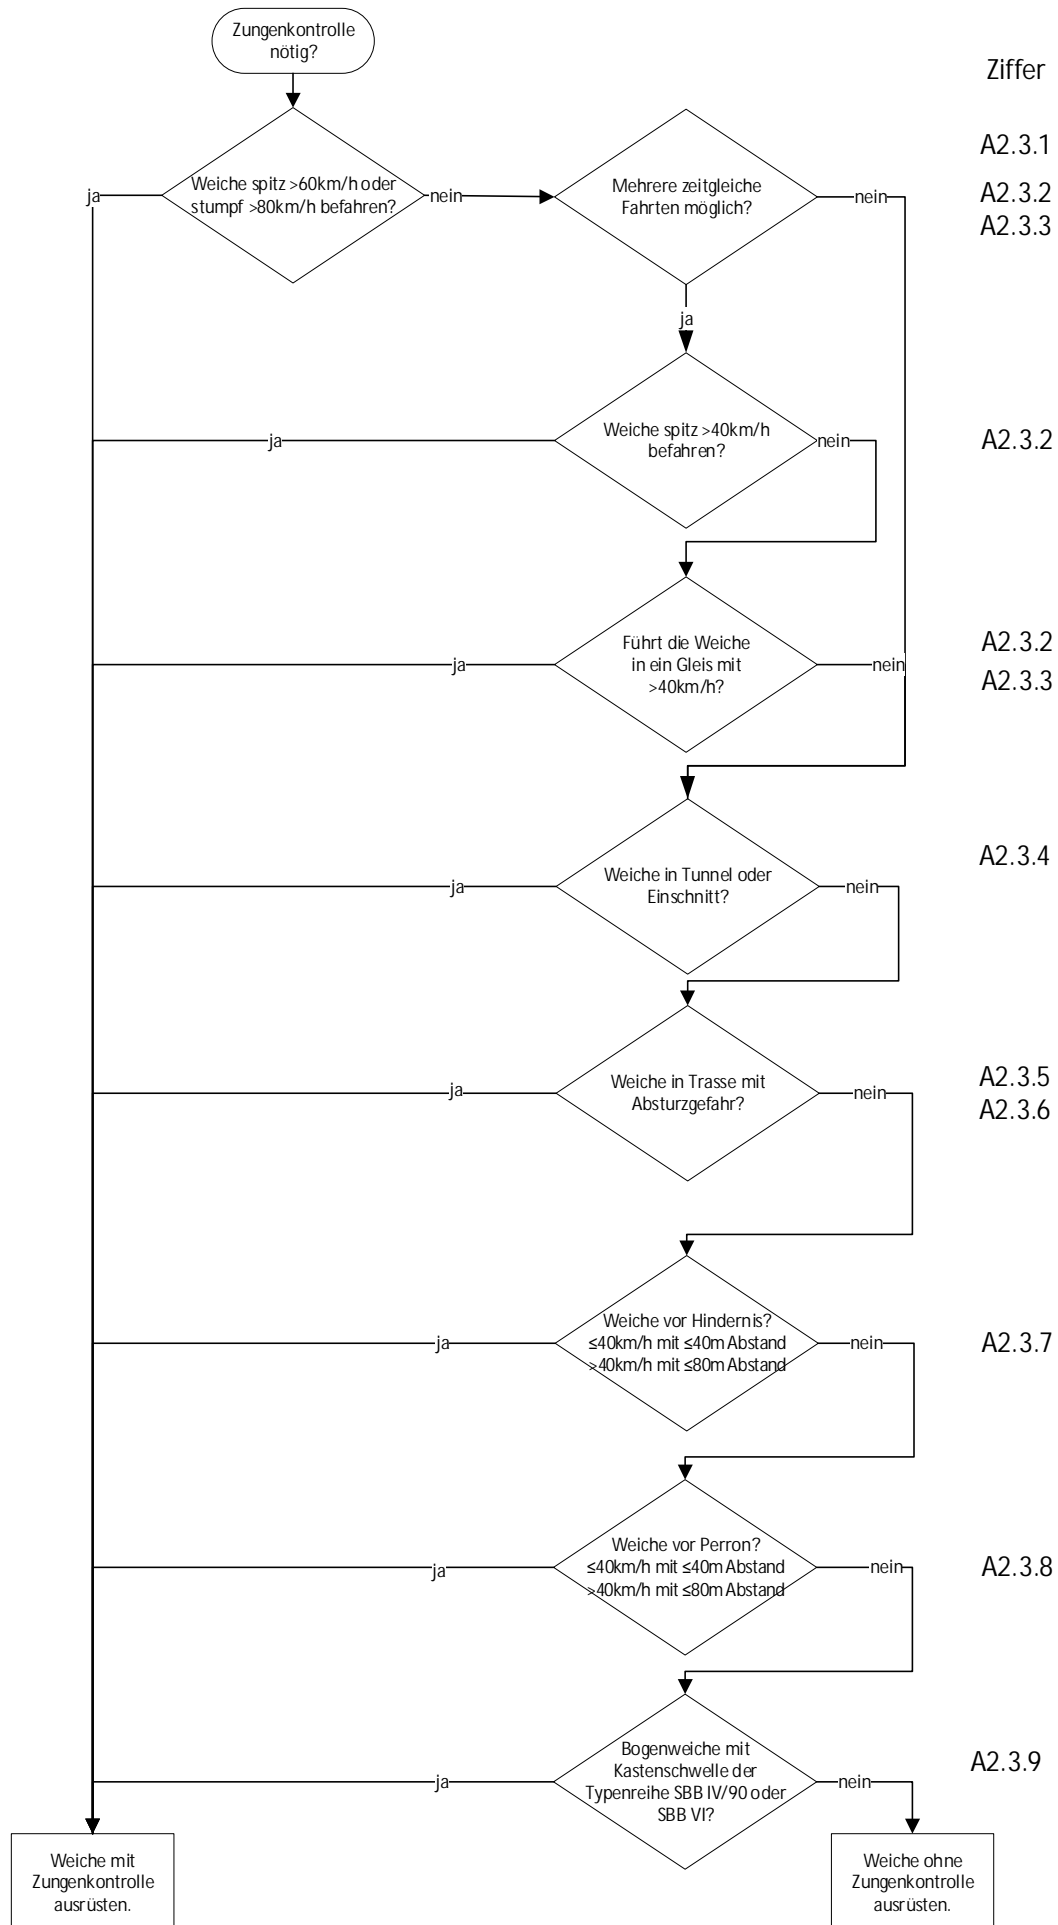 Zungenkontrolle
nötig?
Ziffer
A2.3.1
Weiche spitz >60km/h oder
stumpf >80km/h befahren?
ja
nein
Mehrere zeitgleiche
Fahrten möglich?
nein
A2.3.2
A2.3.3
ja
Weiche spitz >40km/h
befahren?
ja
nein
A2.3.2
Führt die Weiche
in ein Gleis mit
>40km/h?
ja
nein
A2.3.2
A2.3.3
Weiche in Tunnel oder
Einschnitt?
ja
nein
A2.3.4
Weiche in Trasse mit
Absturzgefahr?
ja
nein
A2.3.5
A2.3.6
Weiche vor Hindernis?
≤40km/h mit ≤40m Abstand
>40km/h mit ≤80m Abstand
ja
nein
A2.3.7
Weiche vor Perron?
≤40km/h mit ≤40m Abstand
>40km/h mit ≤80m Abstand
ja
nein
A2.3.8
Bogenweiche mit
Kastenschwelle der
Typenreihe SBB IV/90 oder
SBB VI?
ja
nein
A2.3.9
Weiche mit
Zungenkontrolle
ausrüsten.
Weiche ohne
Zungenkontrolle
ausrüsten.